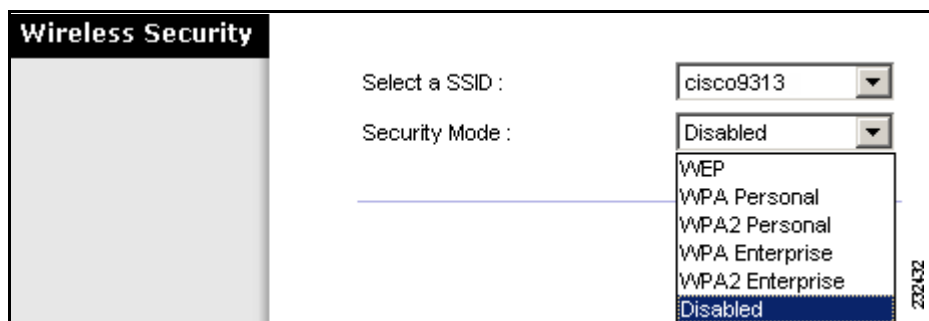 Wireless Security
Select a SSID : cisco9313
Security Mode : Disabled
WEP
WPA Personal
WPA2 Personal
WPA Enterprise
WPA2 Enterprise
Disabled
232432